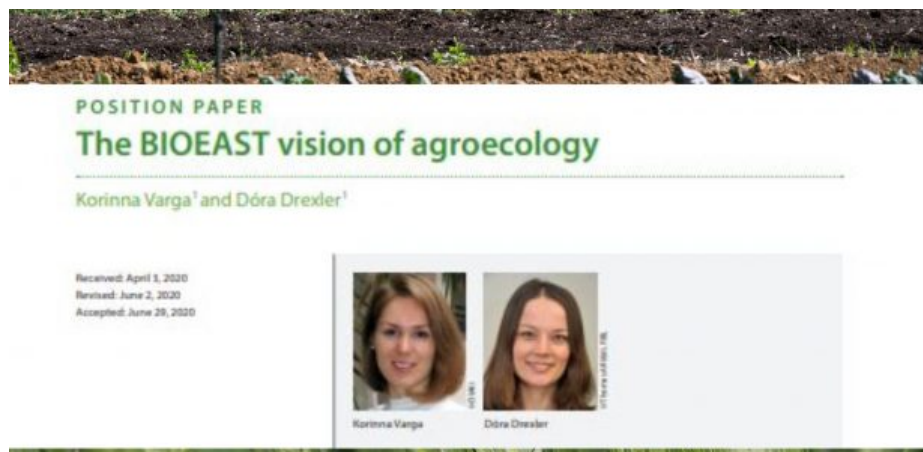 POSITION PAPER
The BIOEAST vision of agroecology
Korinna Varga¹ and Dóra Drexler¹
Received: April 3, 2020
Revised: June 2, 2020
Accepted: June 29, 2020
Korinna Varga
Dóra Drexler